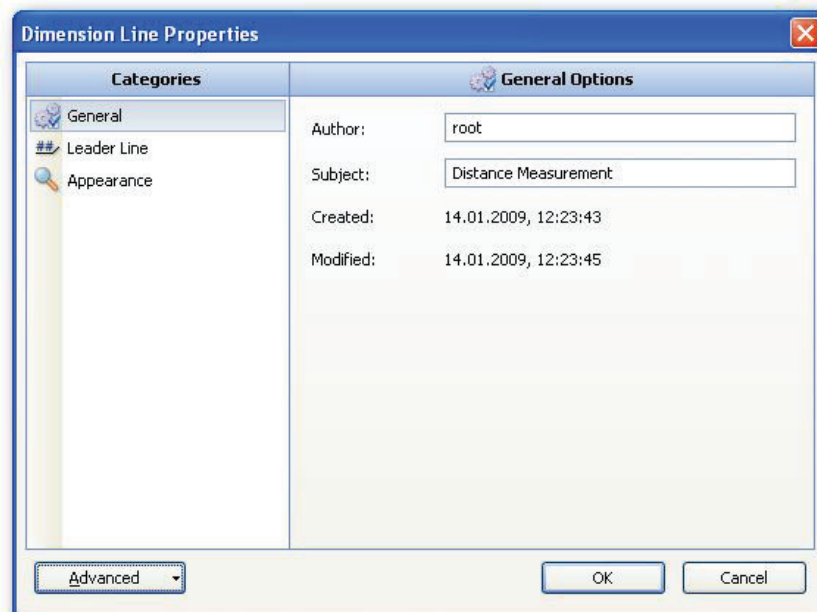 Dimension Line Properties
Categories
General
Leader Line
Appearance
General Options
Author: root
Subject: Distance Measurement
Created: 14.01.2009, 12:23:43
Modified: 14.01.2009, 12:23:45
Advanced
OK
Cancel